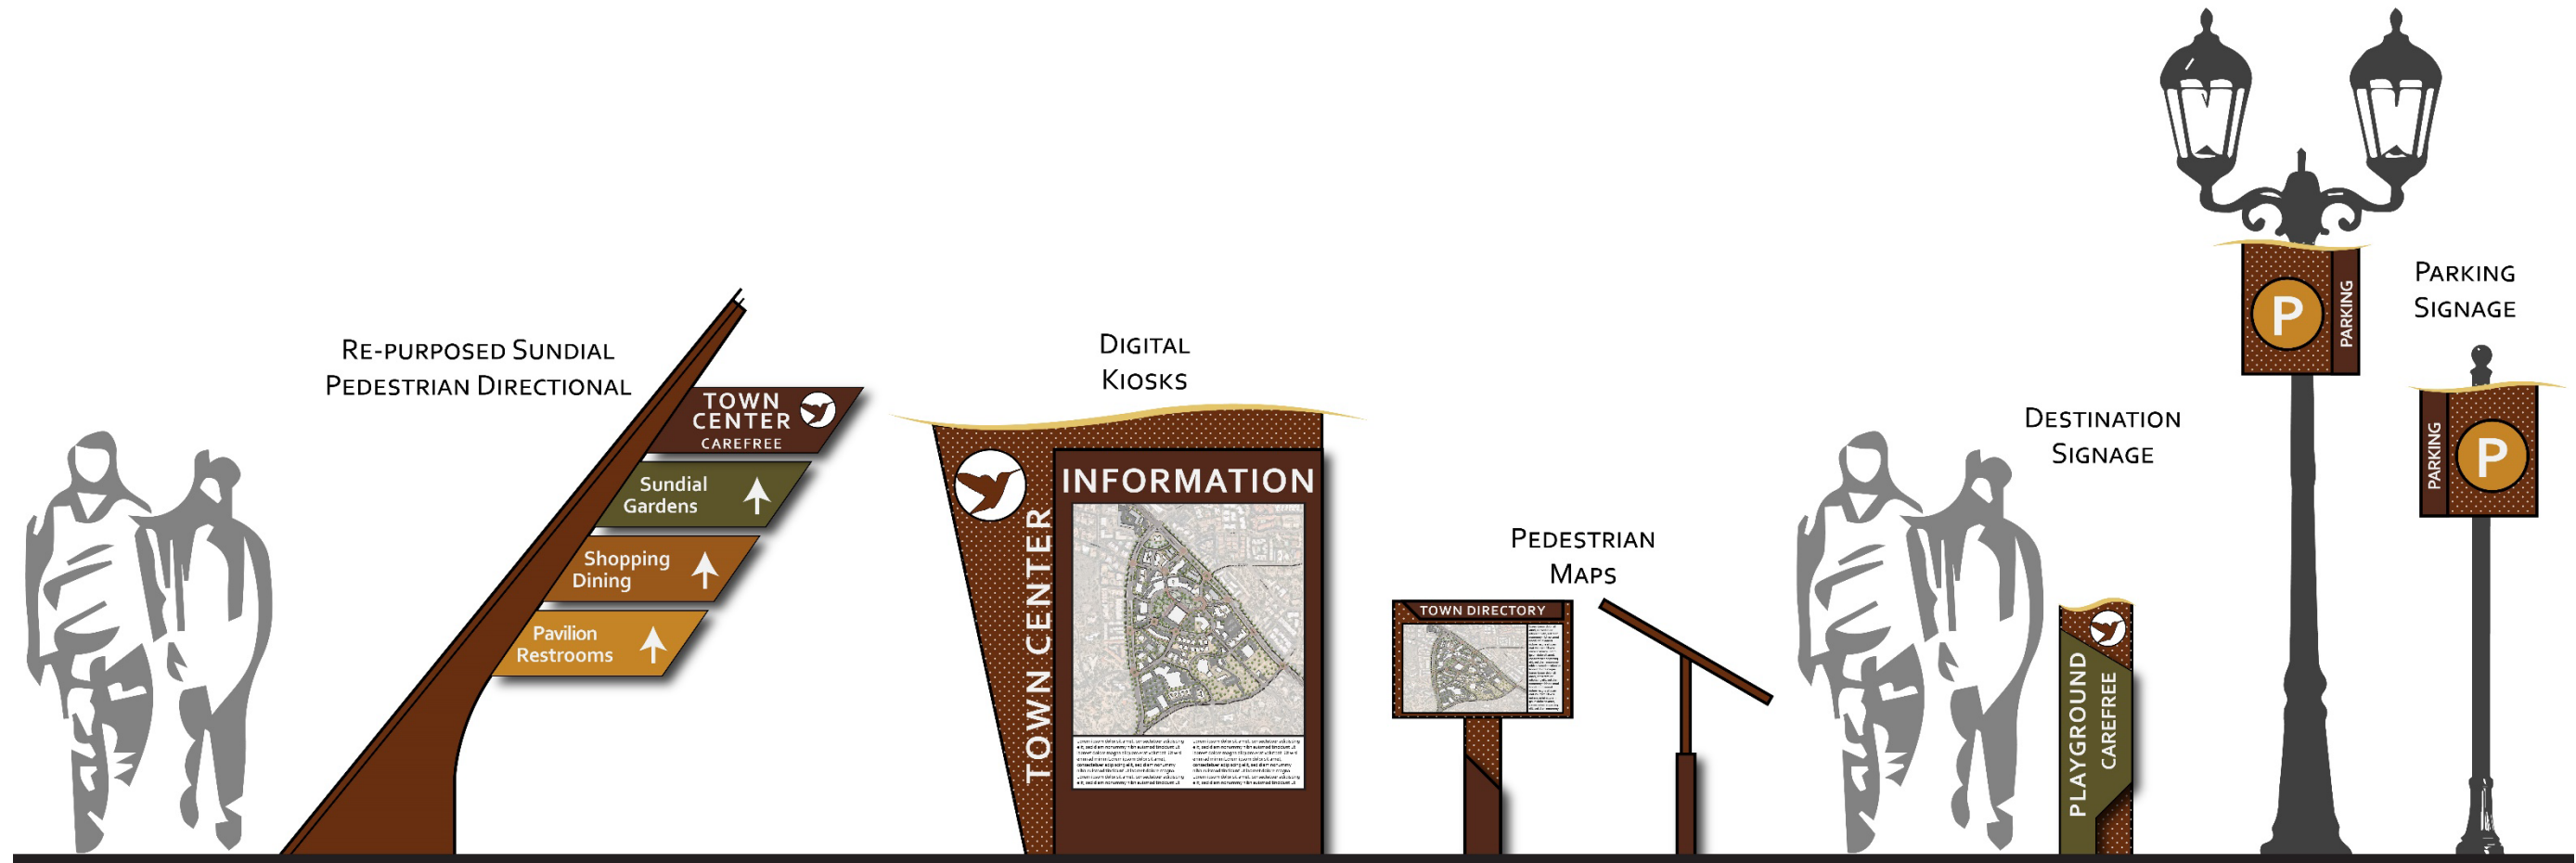 RE-PURPOSED SUNDIAL
PEDESTRIAN DIRECTIONAL
TOWN
CENTER
CAREFREE
Sundial
Gardens
Shopping
Dining
Pavilion
Restrooms
DIGITAL
KIOSKS
TOWN CENTER
INFORMATION
PEDESTRIAN
MAPS
TOWN DIRECTORY
DESTINATION
SIGNAGE
PLAYGROUND
CAREFREE
P
PARKING
PARKING
SIGNAGE
PARKING
P